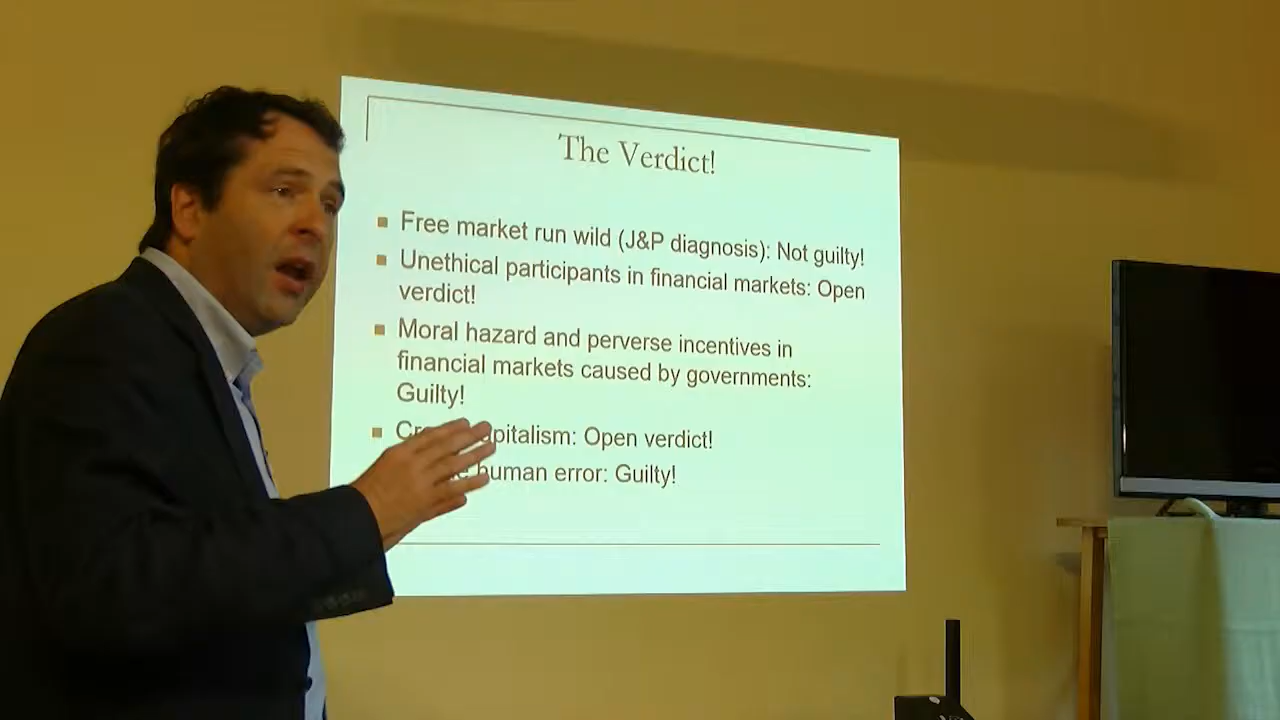 The Verdict!
Free market run wild (J&P diagnosis): Not guilty!
Unethical participants in financial markets: Open
verdict!
Moral hazard and perverse incentives in
financial markets caused by governments:
Guilty!
capitalism: Open verdict!
human error: Guilty!